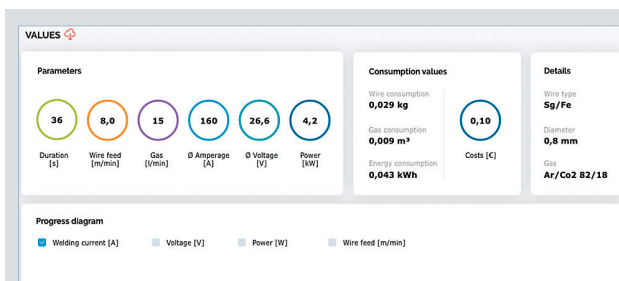 VALUES
Parameters
36
8,0
15
160
26,6
4,2
Duration
[s]
Wire feed
[m/min]
Gas
[l/min]
Ø Amperage
[A]
Ø Voltage
[V]
Power
[kW]
Consumption values
Wire consumption
0,029 kg
Gas consumption
0,009 m³
Energy consumption
0,043 kWh
0,10
Costs [€]
Details
Wire type
Sg/Fe
Diameter
0,8 mm
Gas
Ar/Co2 82/18
Progress diagram
Welding current [A]
Voltage [V]
Power [W]
Wire feed [m/min]